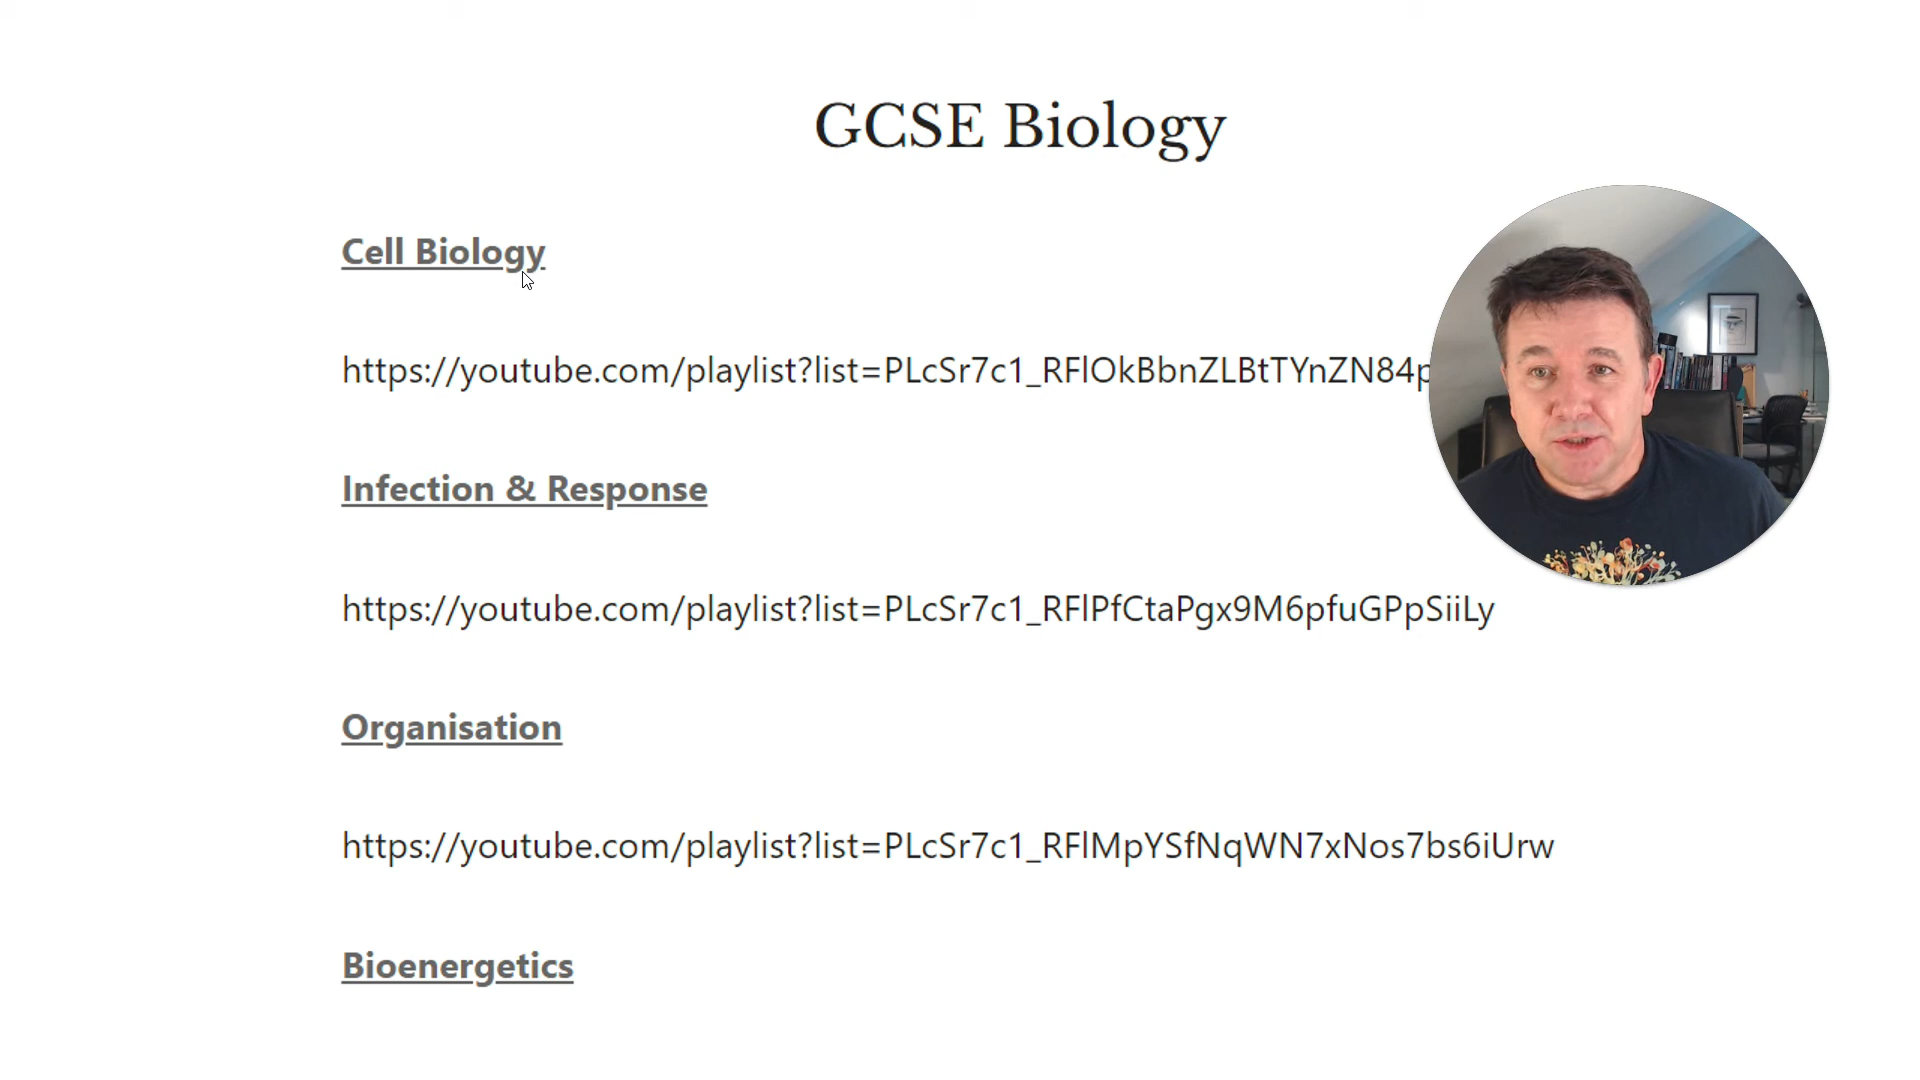 GCSE Biology
Cell Biology
https://youtube.com/playlist?list=PLcSr7c1_RFlOkBbnZLBtTYnZN84p
Infection & Response
https://youtube.com/playlist?list=PLcSr7c1_RFlPfCtaPgx9M6pfuGPpSiiLy
Organisation
https://youtube.com/playlist?list=PLcSr7c1_RFlMpYSfNqWN7xNos7bs6iUrw
Bioenergetics